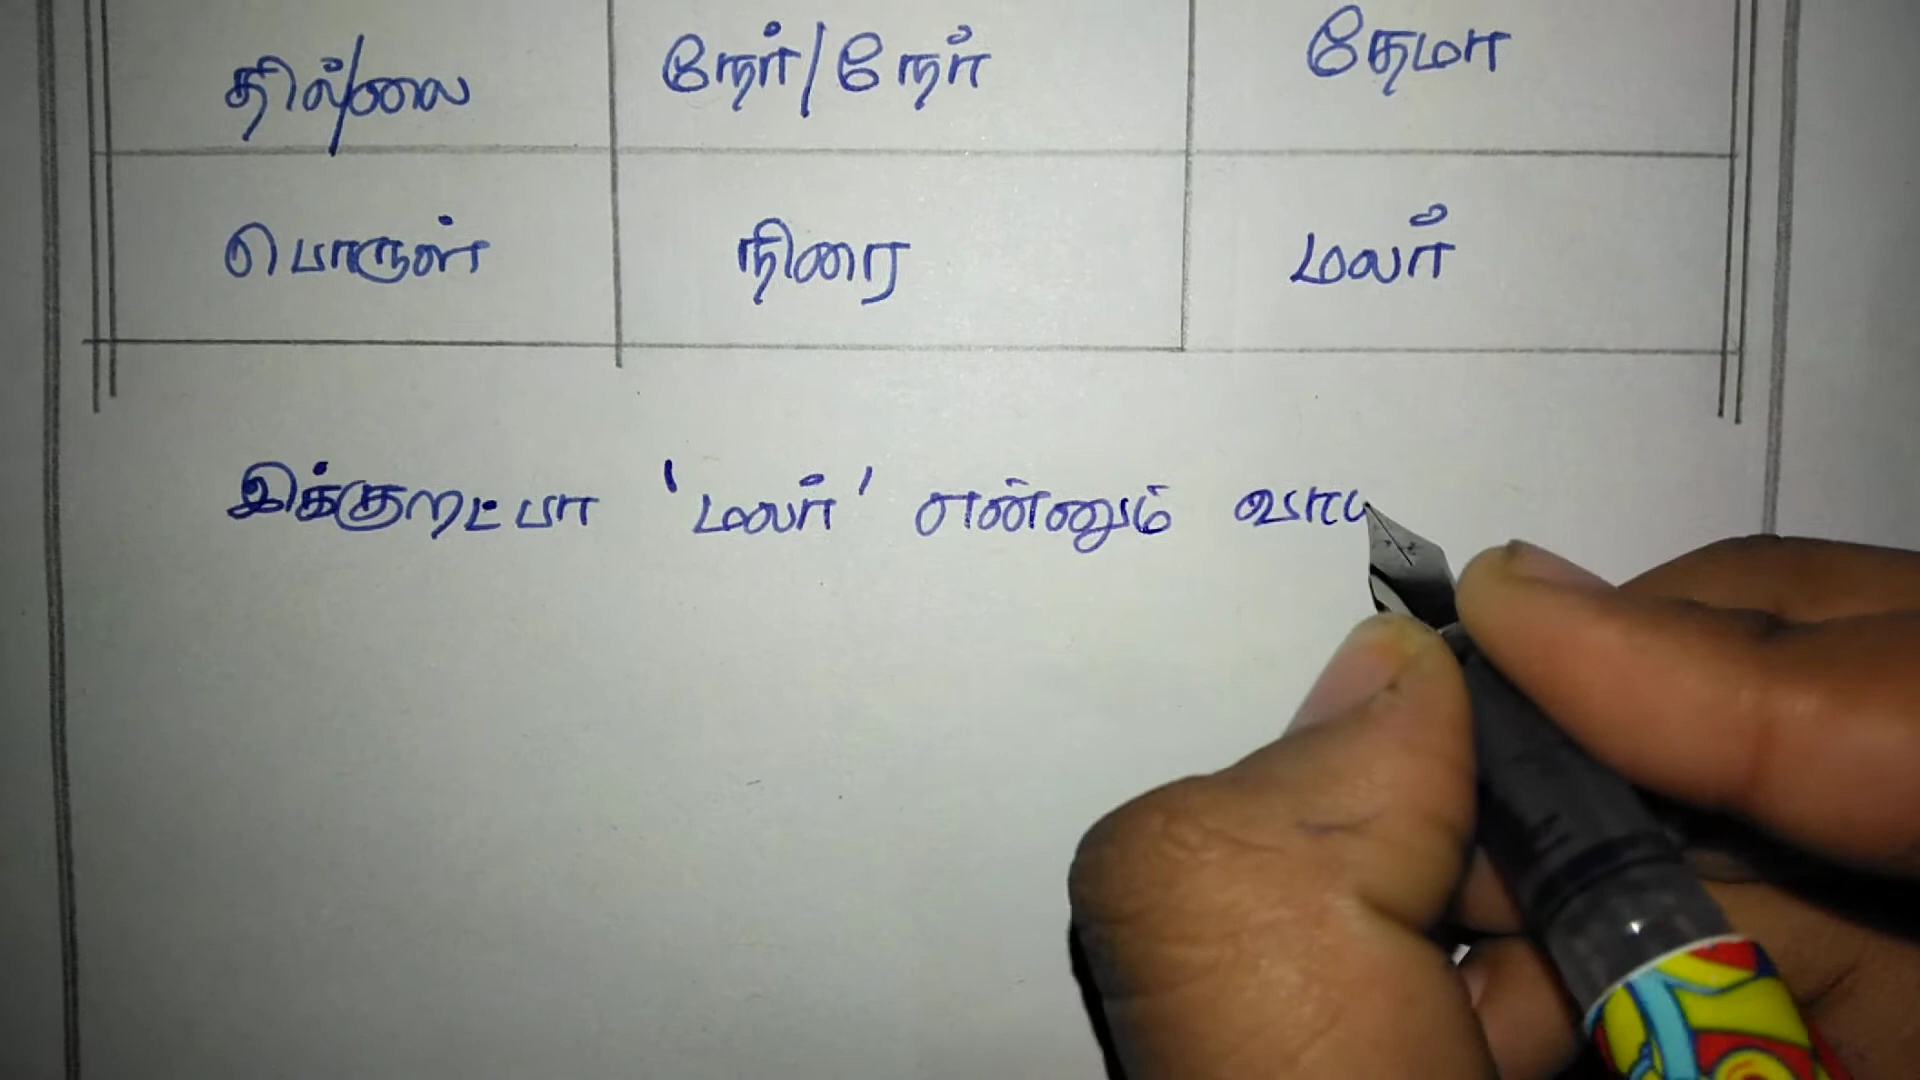 தில்/லை நேர்/நேர் தேமா
பொருள் நிரை மலர்
இக்குறட்பா 'மலர்' என்னும்